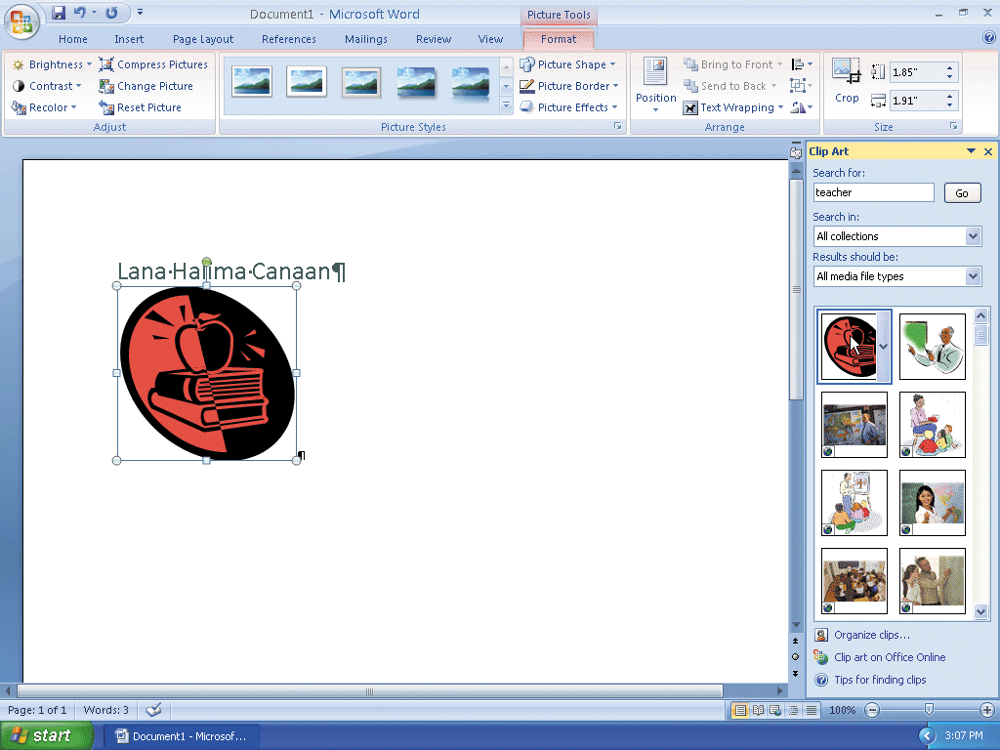 Document1 - Microsoft Word
Picture Tools
Home Insert Page Layout References Mailings Review View Format
Brightness Compress Pictures Picture Shape Bring to Front 1.85"
Contrast Change Picture Picture Border Send to Back
Position Crop
Recolor Reset Picture Picture Effects Text Wrapping 1.91"
Adjust Picture Styles Arrange Size
Clip Art
Search for:
teacher Go
Search in:
All collections
Results should be:
All media file types
Lana·Halima·Canaan¶
¶
Organize clips...
Clip art on Office Online
Tips for finding clips
Page: 1 of 1 Words: 3 100%
start Document1 - Microsof... 3:07 PM